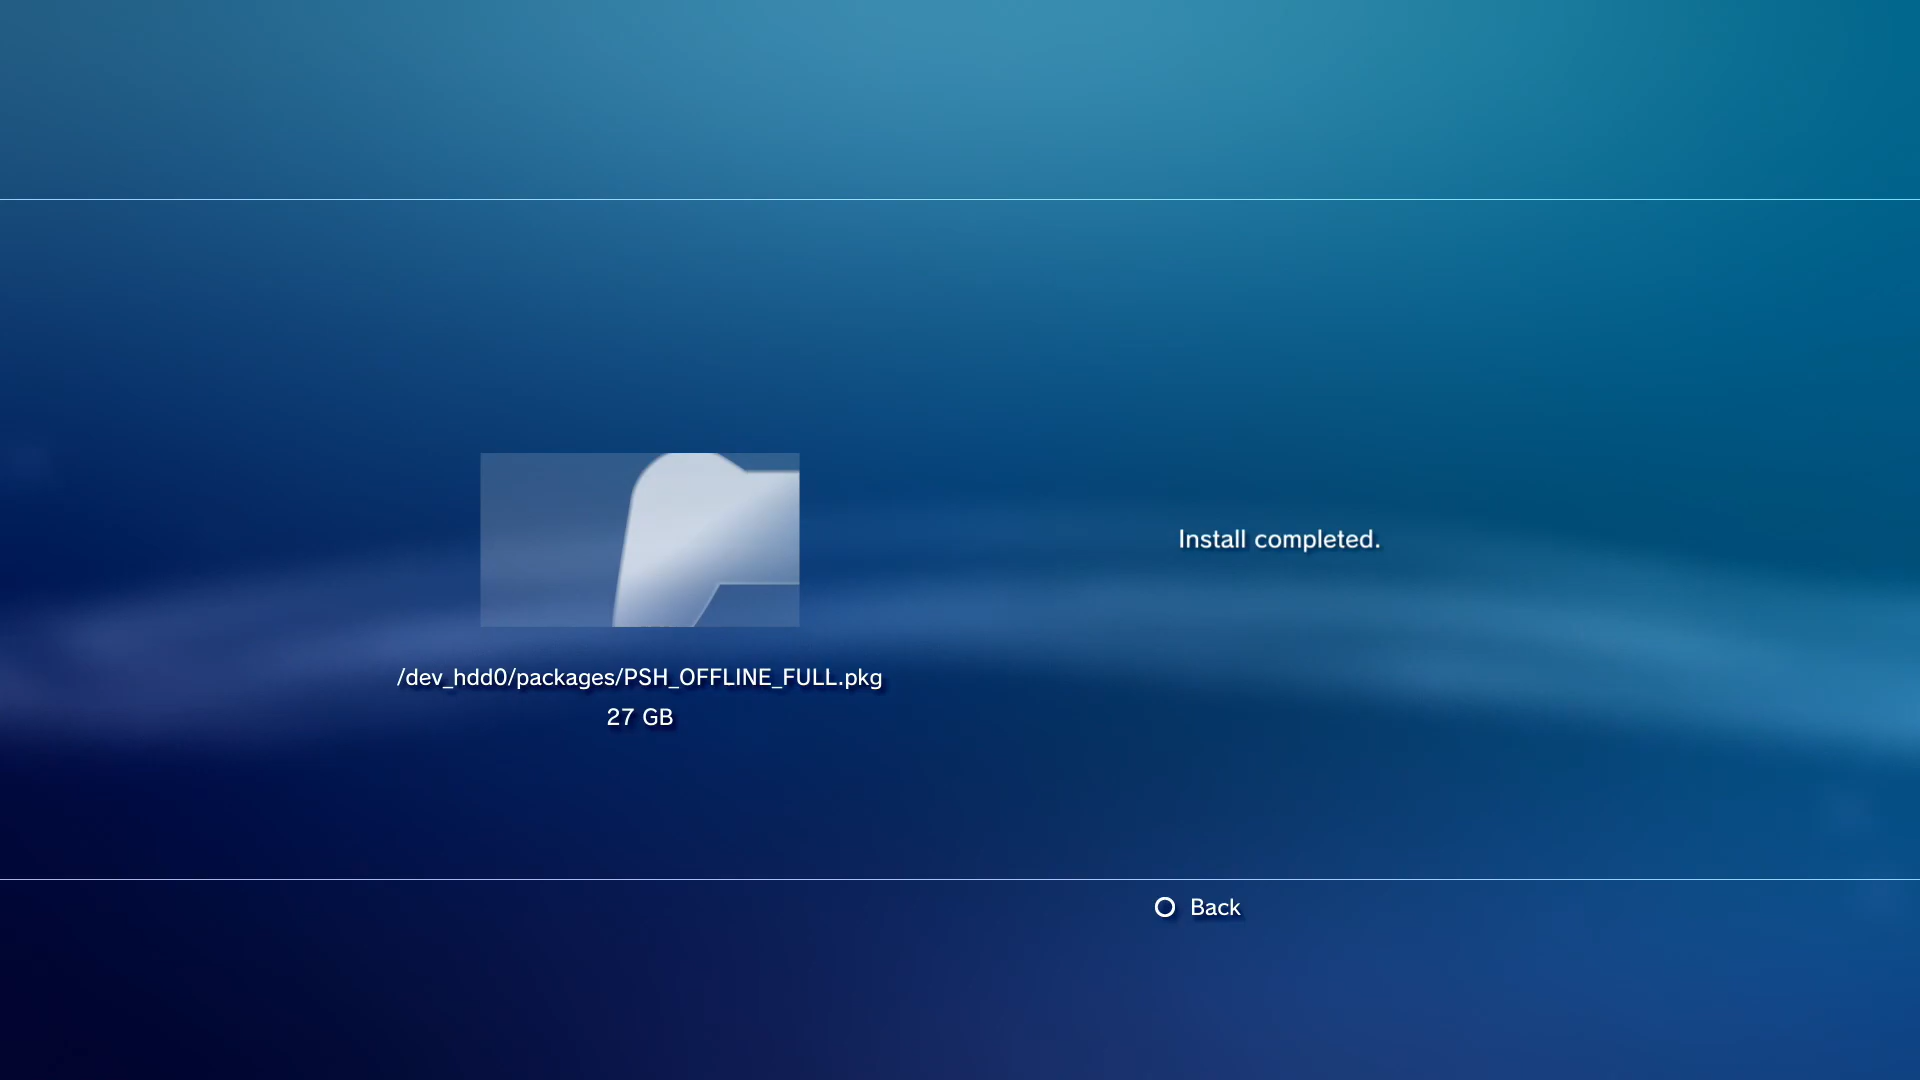 Install completed.
/dev_hdd0/packages/PSH_OFFLINE_FULL.pkg
27 GB
Back